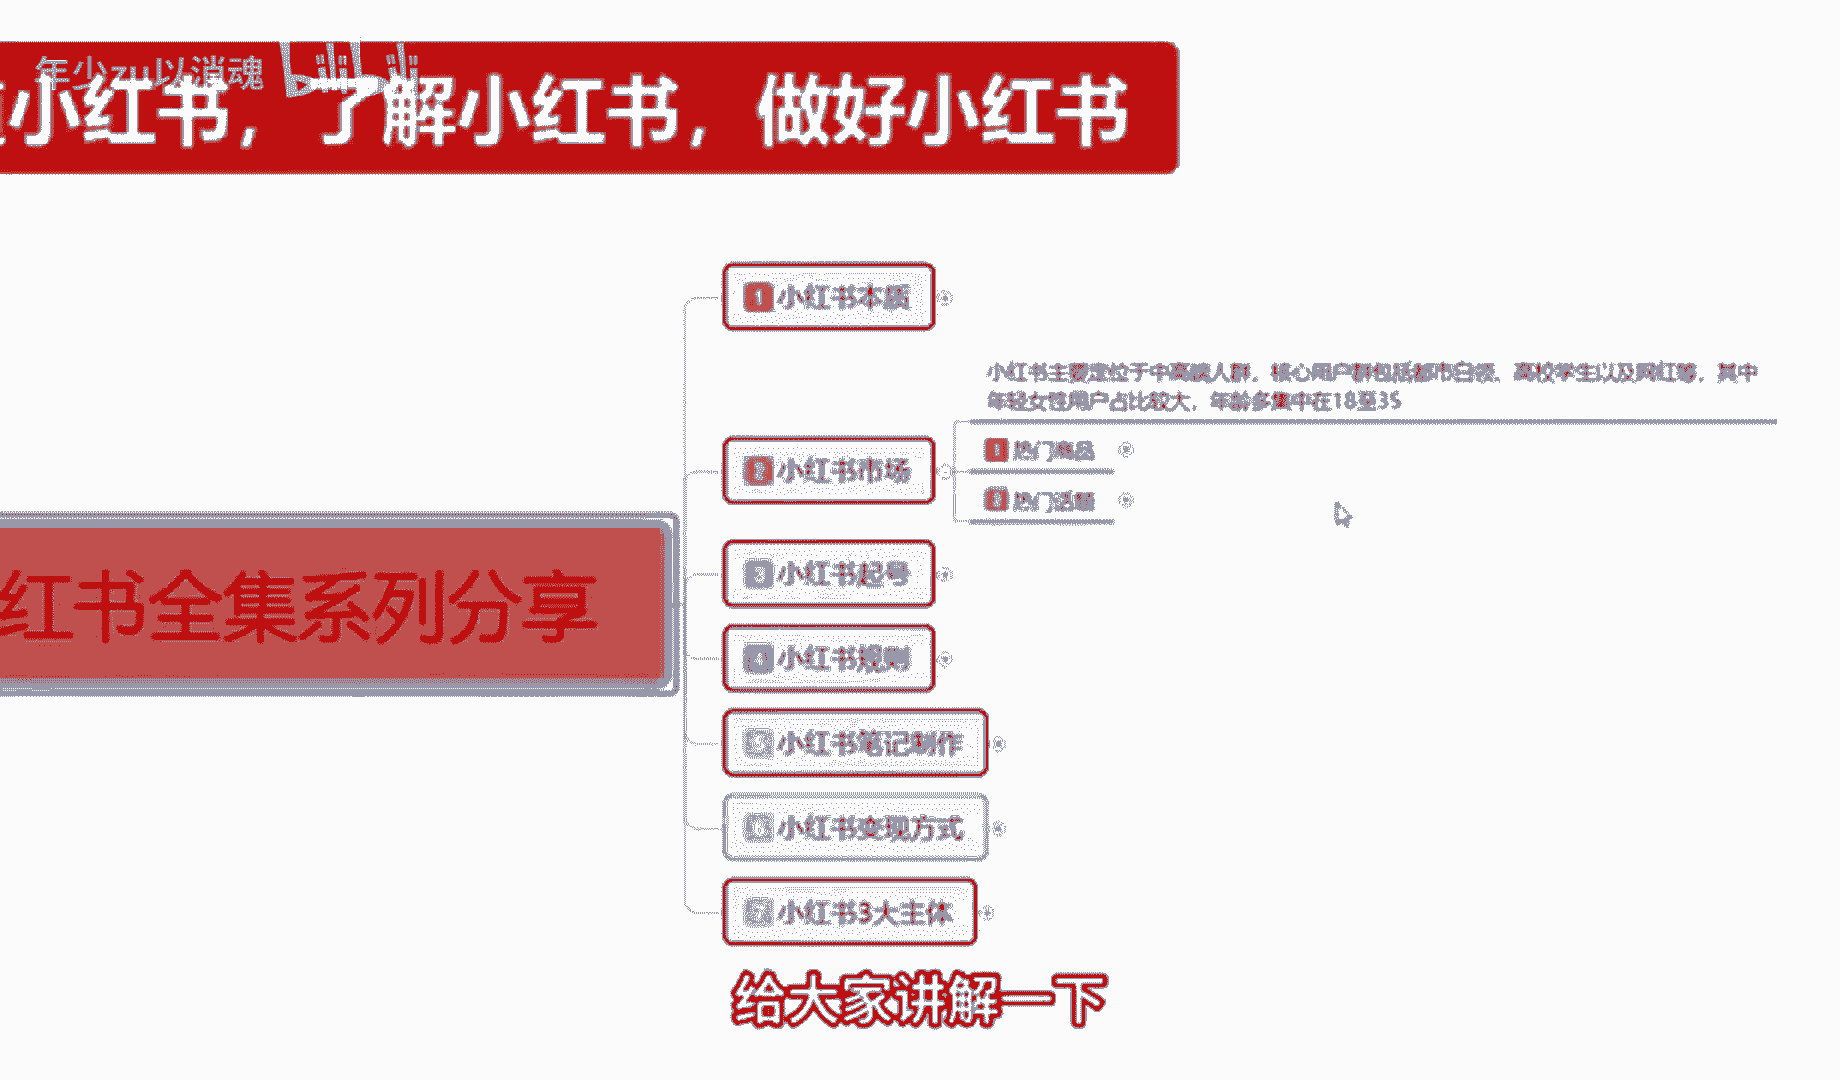 年少zu以消魂 bilibili
小红书，了解小红书，做好小红书
1 小红书本质
小红书主要定位于中高端人群，核心用户群包括都市白领、高校学生以及网红等，其中
年轻女性用户占比较大，年龄多集中在18至35
2 小红书市场
1 热门商品
2 热门话题
3 小红书起号
红书全集系列分享
4 小红书规则
5 小红书笔记制作
6 小红书变现方式
7 小红书3大主体
给大家讲解一下